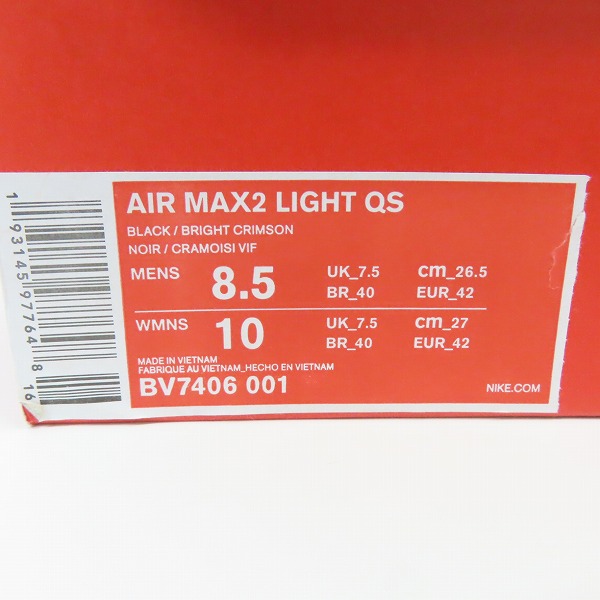 AIR MAX2 LIGHT QS
BLACK / BRIGHT CRIMSON
NOIR / CRAMOISI VIF
MENS 8.5 UK_7.5 cm_26.5
BR_40 EUR_42
WMNS 10 UK_7.5 cm_27
BR_40 EUR_42
MADE IN VIETNAM
FABRIQUE AU VIETNAM_HECHO EN VIETNAM
BV7406 001
NIKE.COM
1 93145 97764 8 16